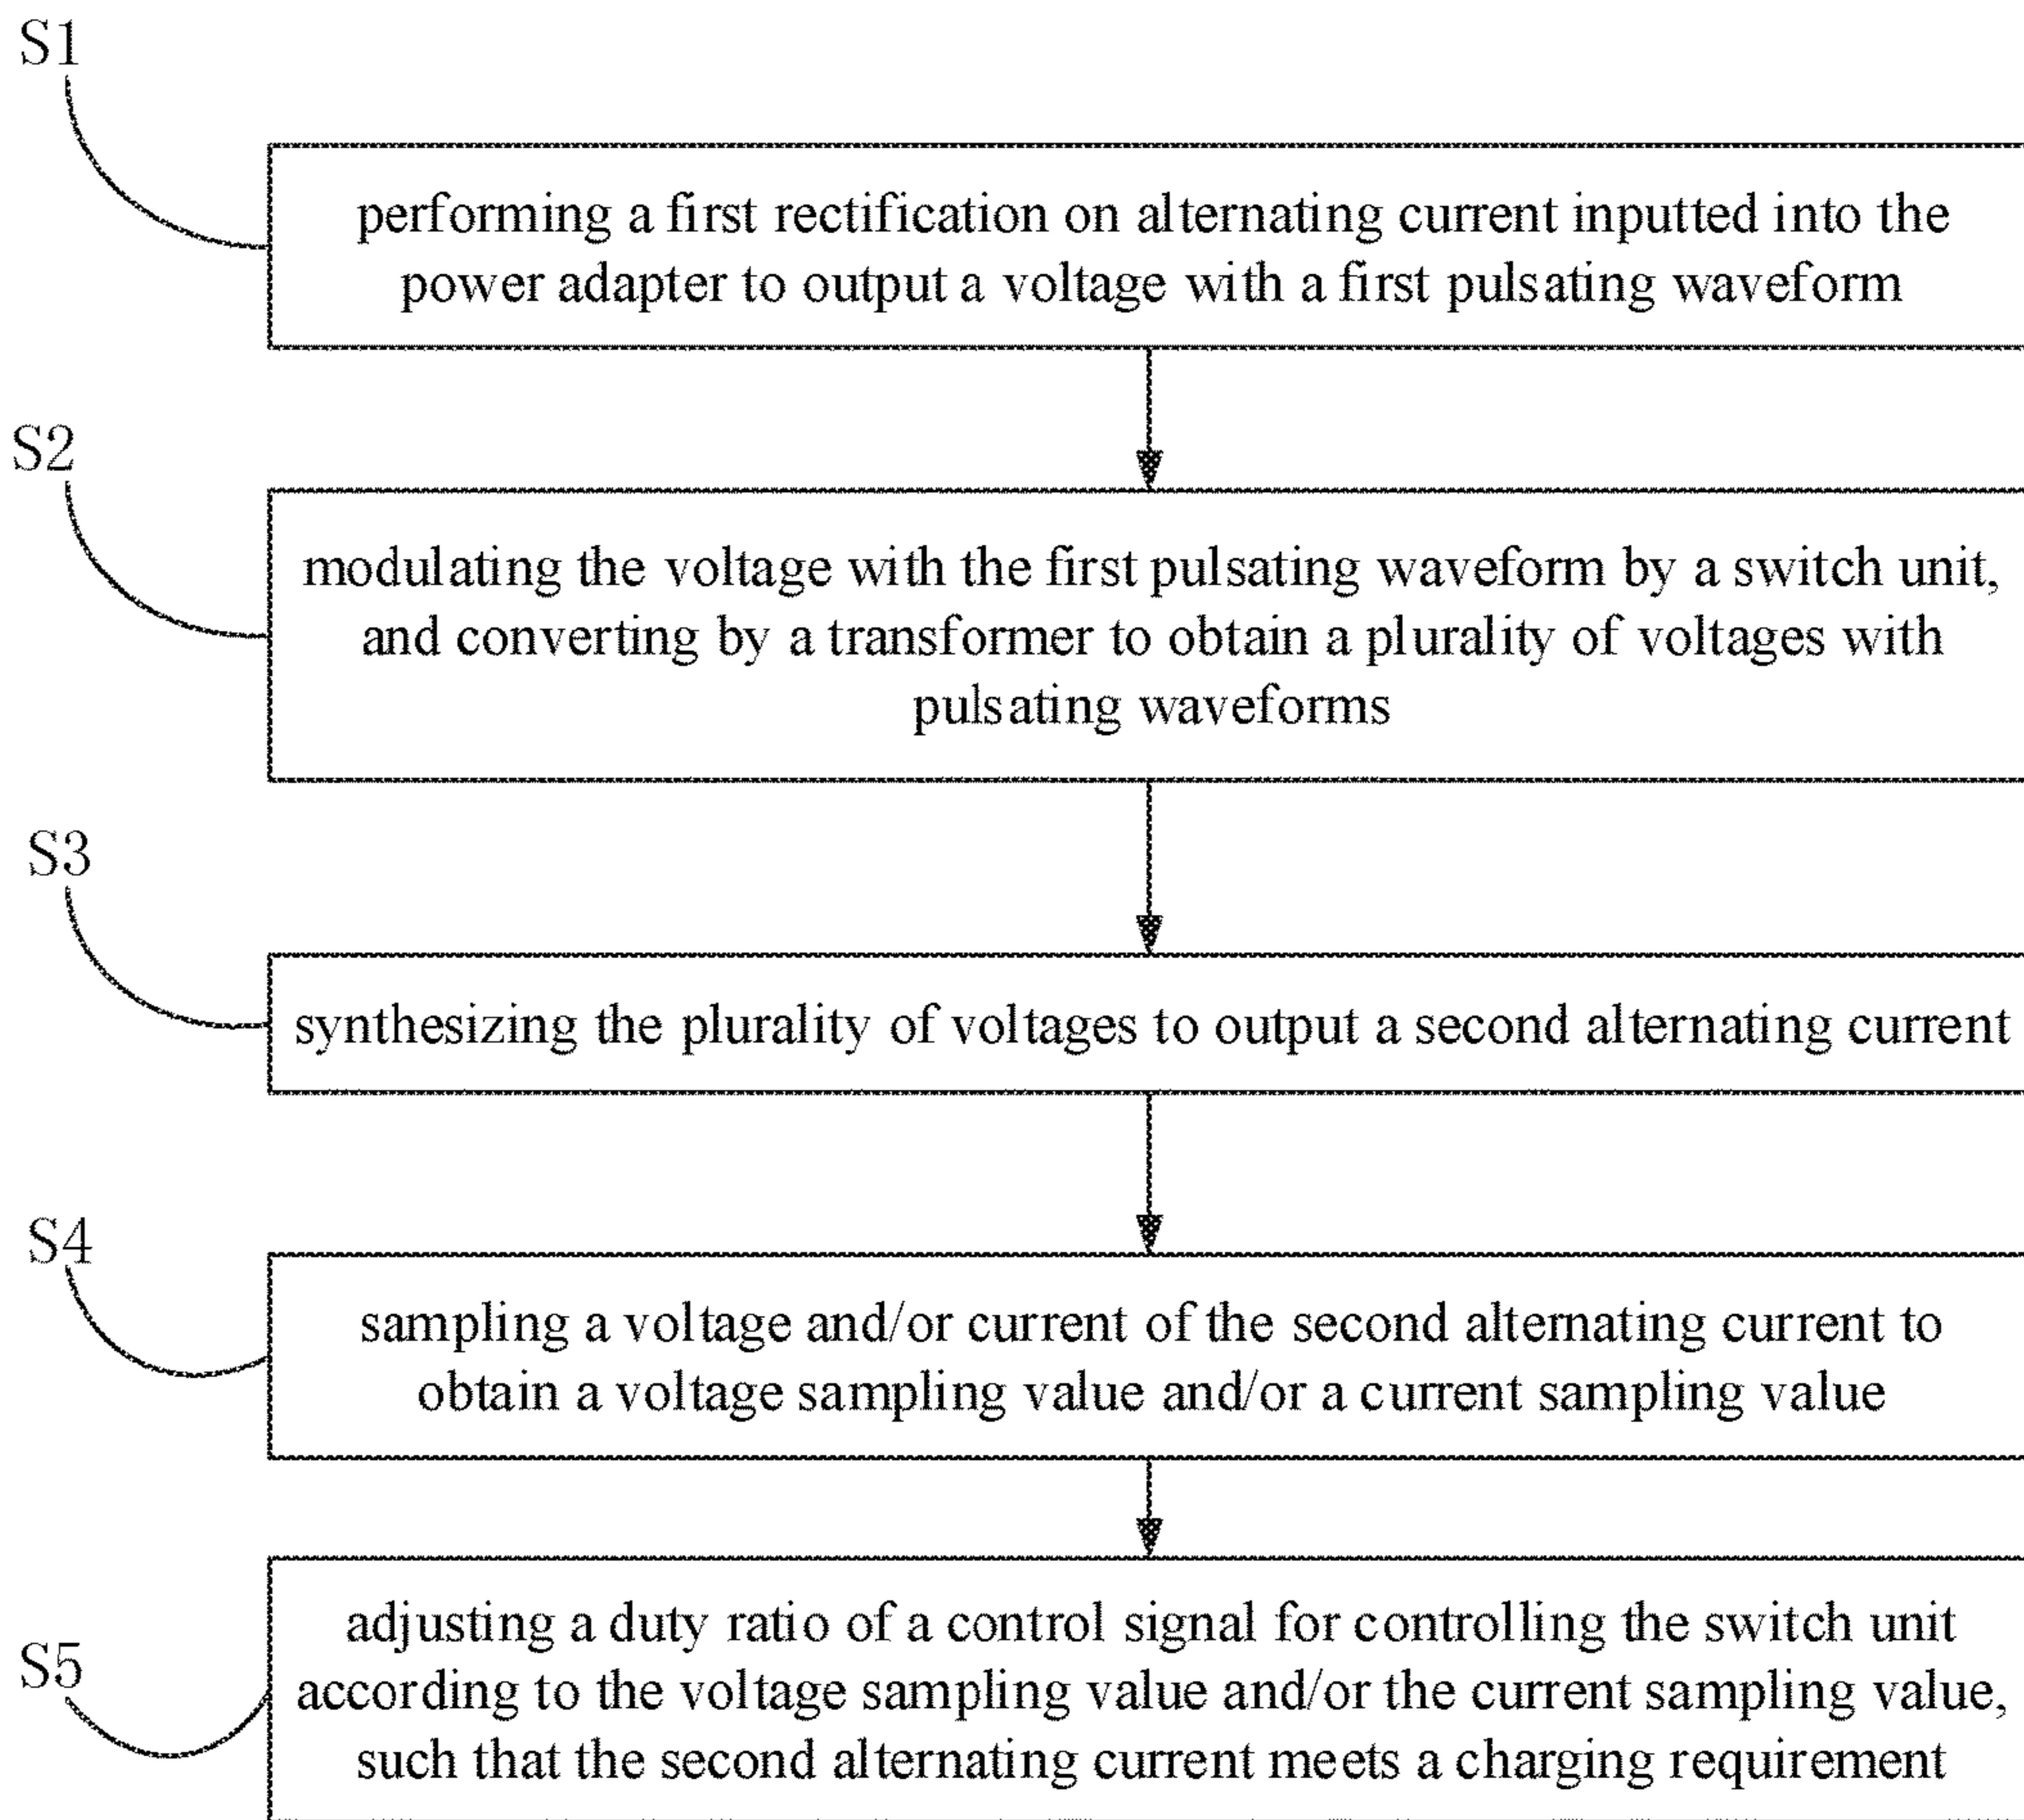 S1
performing a first rectification on alternating current inputted into the
power adapter to output a voltage with a first pulsating waveform
S2
modulating the voltage with the first pulsating waveform by a switch unit,
and converting by a transformer to obtain a plurality of voltages with
pulsating waveforms
S3
synthesizing the plurality of voltages to output a second alternating current
S4
sampling a voltage and/or current of the second alternating current to
obtain a voltage sampling value and/or a current sampling value
S5
adjusting a duty ratio of a control signal for controlling the switch unit
according to the voltage sampling value and/or the current sampling value,
such that the second alternating current meets a charging requirement